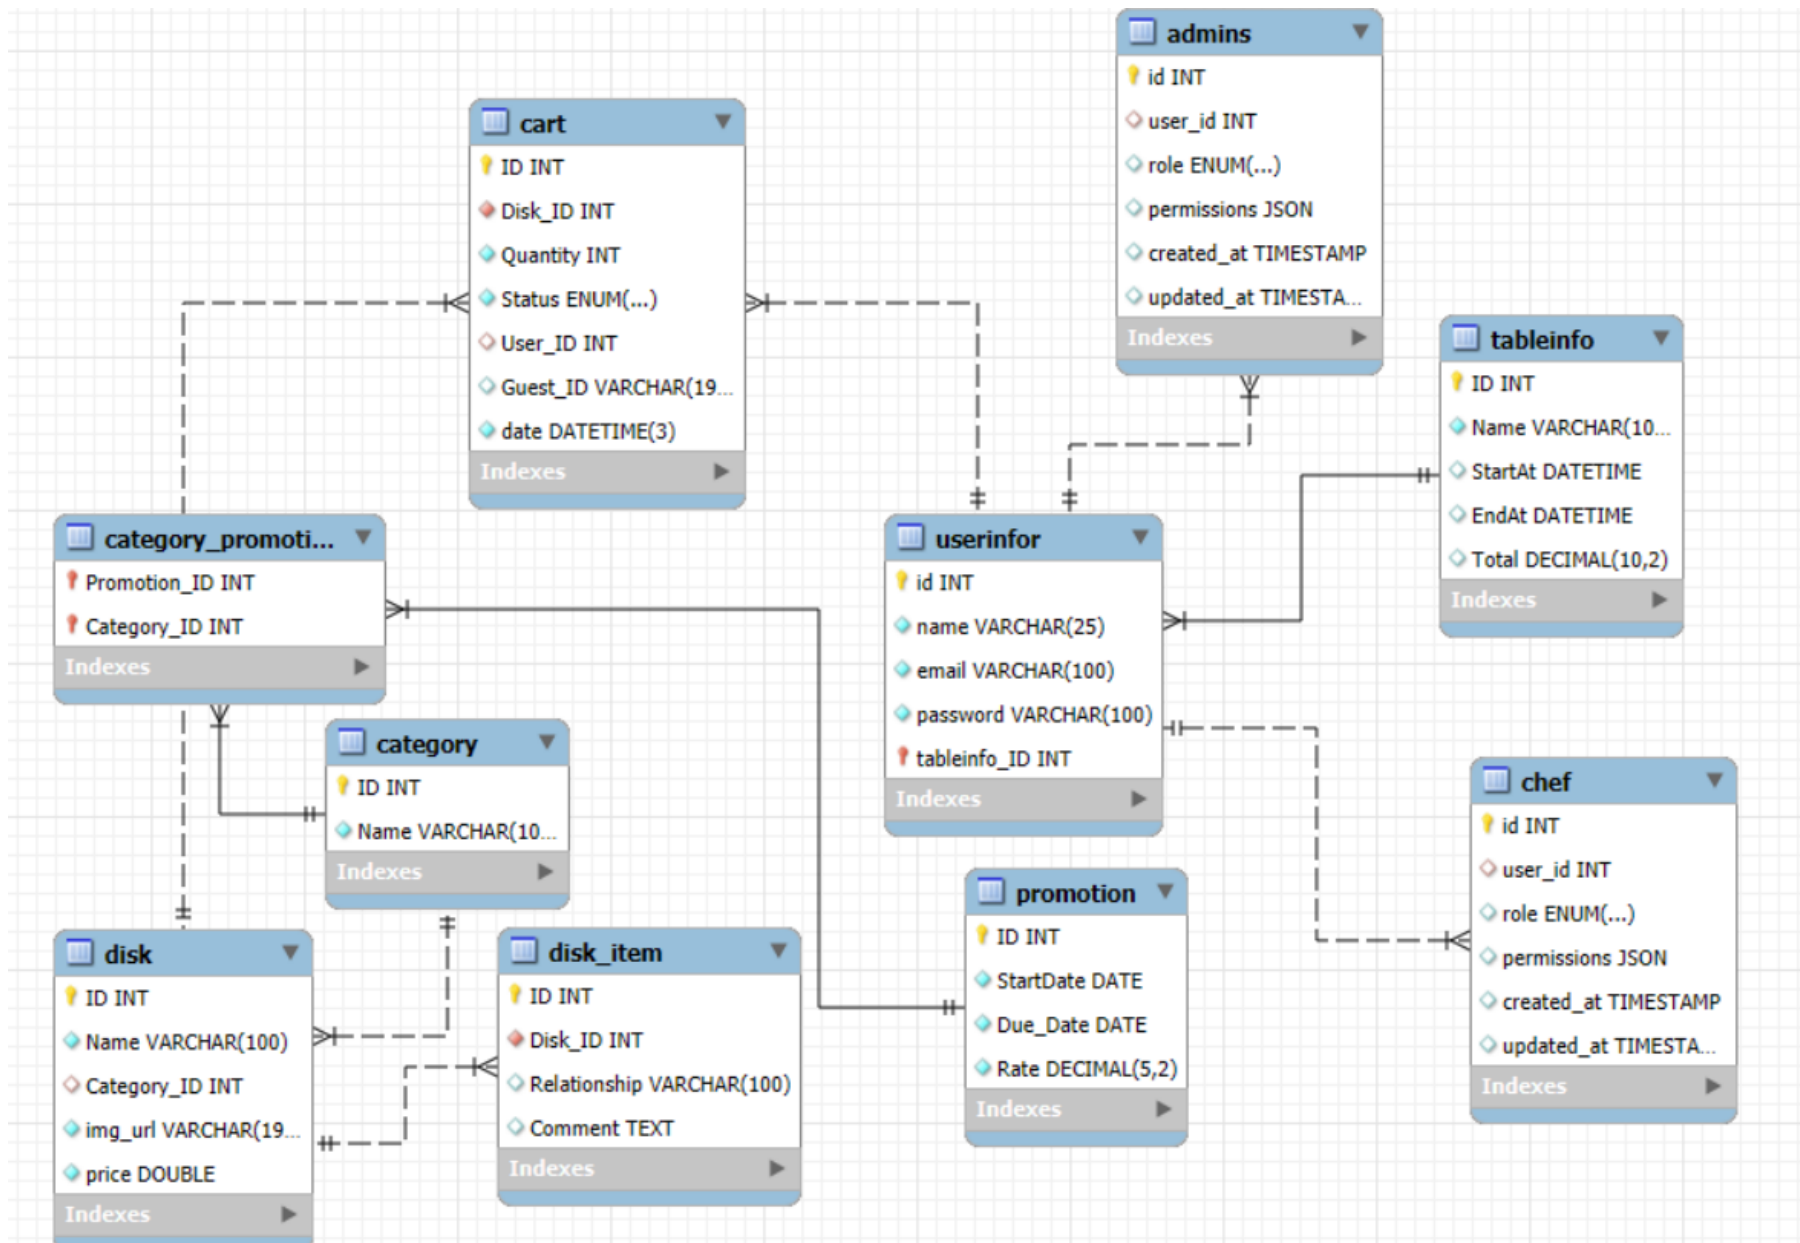 admins
id INT
user_id INT
role ENUM(...)
permissions JSON
created_at TIMESTAMP
updated_at TIMESTA...
Indexes
cart
ID INT
Disk_ID INT
Quantity INT
Status ENUM(...)
User_ID INT
Guest_ID VARCHAR(19...
date DATETIME(3)
Indexes
tableinfo
ID INT
Name VARCHAR(10...
StartAt DATETIME
EndAt DATETIME
Total DECIMAL(10,2)
Indexes
category_promoti...
Promotion_ID INT
Category_ID INT
Indexes
userinfor
id INT
name VARCHAR(25)
email VARCHAR(100)
password VARCHAR(100)
tableinfo_ID INT
Indexes
category
ID INT
Name VARCHAR(10...
Indexes
chef
id INT
user_id INT
role ENUM(...)
permissions JSON
created_at TIMESTAMP
updated_at TIMESTA...
Indexes
promotion
ID INT
StartDate DATE
Due_Date DATE
Rate DECIMAL(5,2)
Indexes
disk
ID INT
Name VARCHAR(100)
Category_ID INT
img_url VARCHAR(19...
price DOUBLE
Indexes
disk_item
ID INT
Disk_ID INT
Relationship VARCHAR(100)
Comment TEXT
Indexes